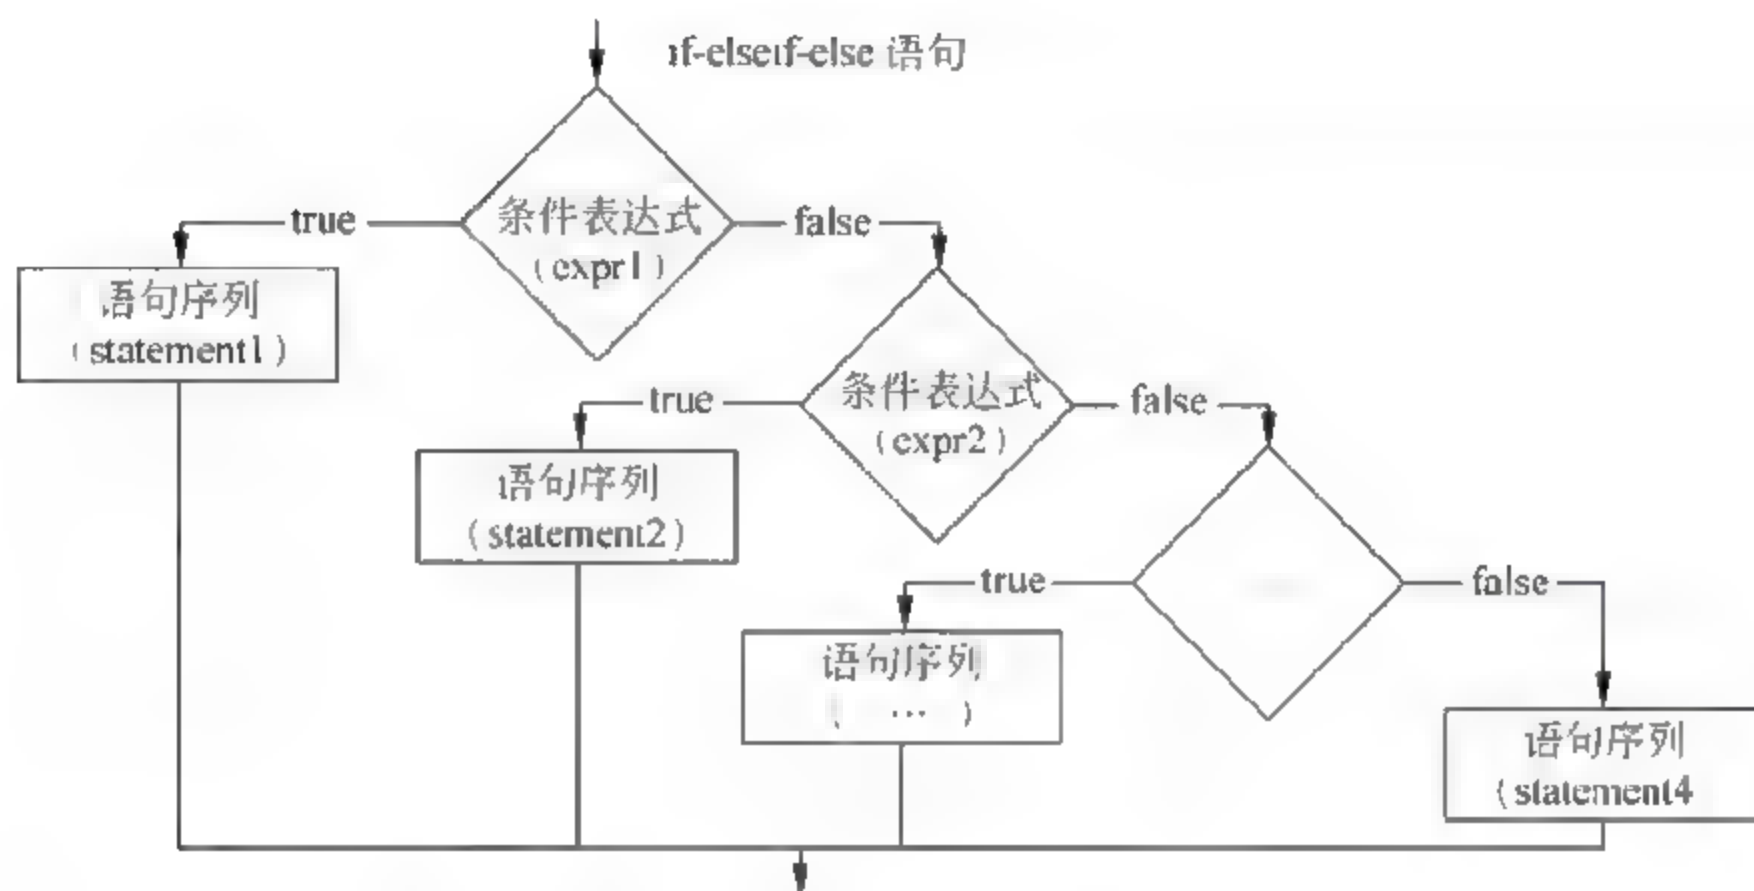 if-elseif-else 语句
条件表达式
(expr1)
true
false
语句序列
(statement1)
条件表达式
(expr2)
true
false
语句序列
(statement2)
true
false
语句序列
( … )
语句序列
(statement4